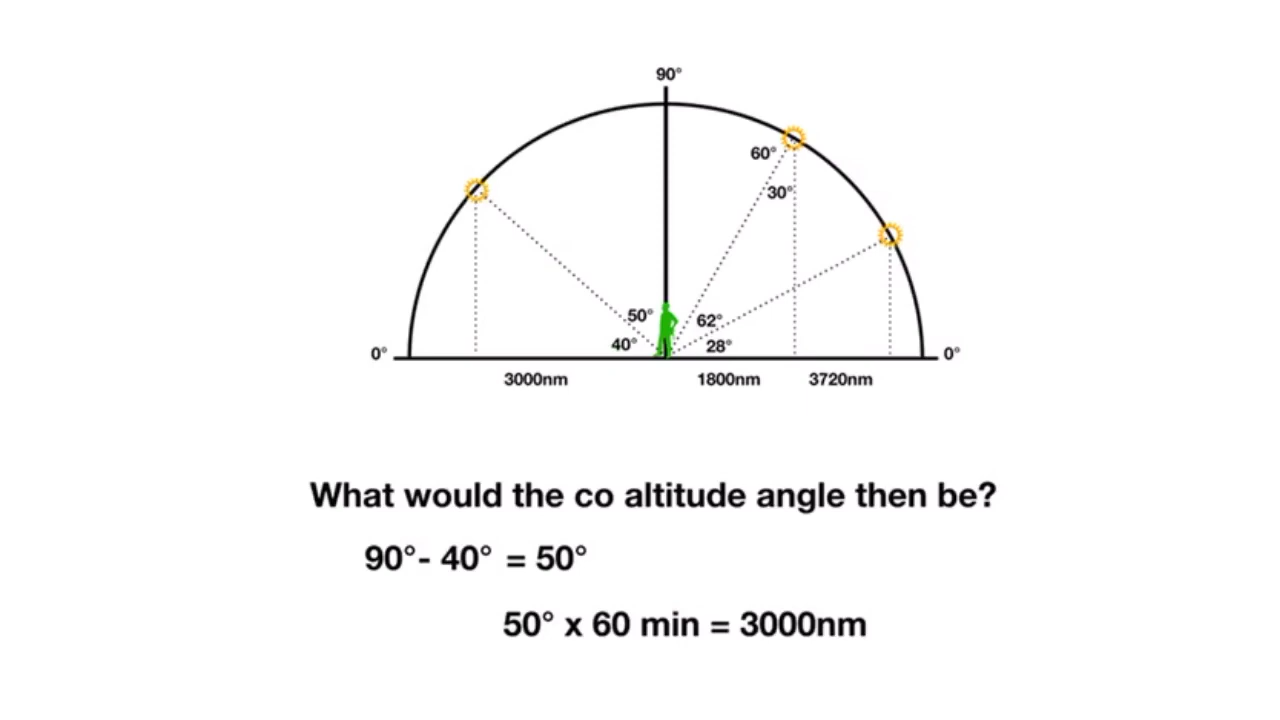 90°
60°
30°
50°
62°
40°
28°
0°
0°
3000nm
1800nm
3720nm
What would the co altitude angle then be?
90°- 40° = 50°
50° x 60 min = 3000nm